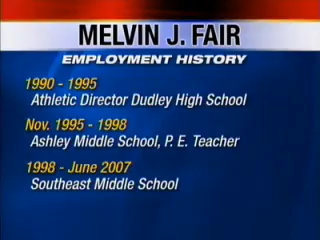 MELVIN J. FAIR
EMPLOYMENT HISTORY
1990 - 1995
Athletic Director Dudley High School
Nov. 1995 - 1998
Ashley Middle School, P. E. Teacher
1998 - June 2007
Southeast Middle School